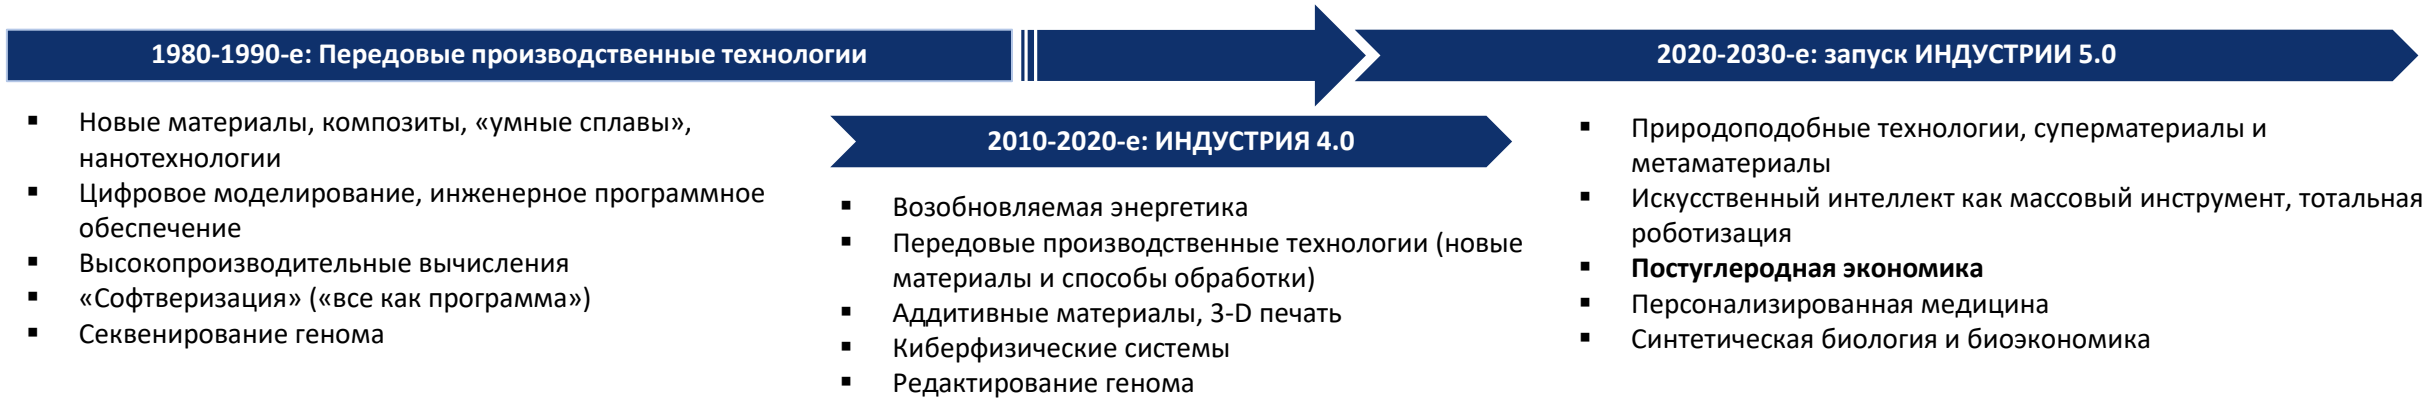 1980-1990-е: Передовые производственные технологии
▪ Новые материалы, композиты, «умные сплавы»,
нанотехнологии
▪ Цифровое моделирование, инженерное программное
обеспечение
▪ Высокопроизводительные вычисления
▪ «Софтверизация» («все как программа»)
▪ Секвенирование генома
2010-2020-е: ИНДУСТРИЯ 4.0
▪ Возобновляемая энергетика
▪ Передовые производственные технологии (новые
материалы и способы обработки)
▪ Аддитивные материалы, 3-D печать
▪ Киберфизические системы
▪ Редактирование генома
2020-2030-е: запуск ИНДУСТРИИ 5.0
▪ Природоподобные технологии, суперматериалы и
метаматериалы
▪ Искусственный интеллект как массовый инструмент, тотальная
роботизация
▪ Постуглеродная экономика
▪ Персонализированная медицина
▪ Синтетическая биология и биоэкономика